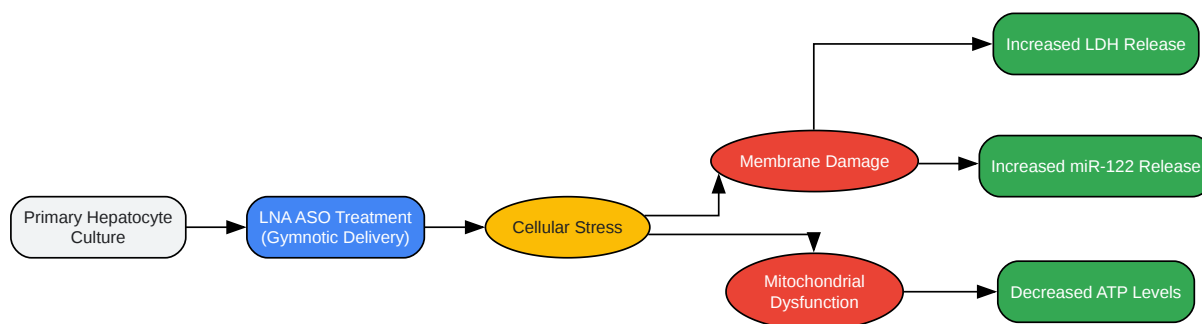 Primary Hepatocyte
Culture
LNA ASO Treatment
(Gymnotic Delivery)
Cellular Stress
Membrane Damage
Mitochondrial
Dysfunction
Increased LDH Release
Increased miR-122 Release
Decreased ATP Levels